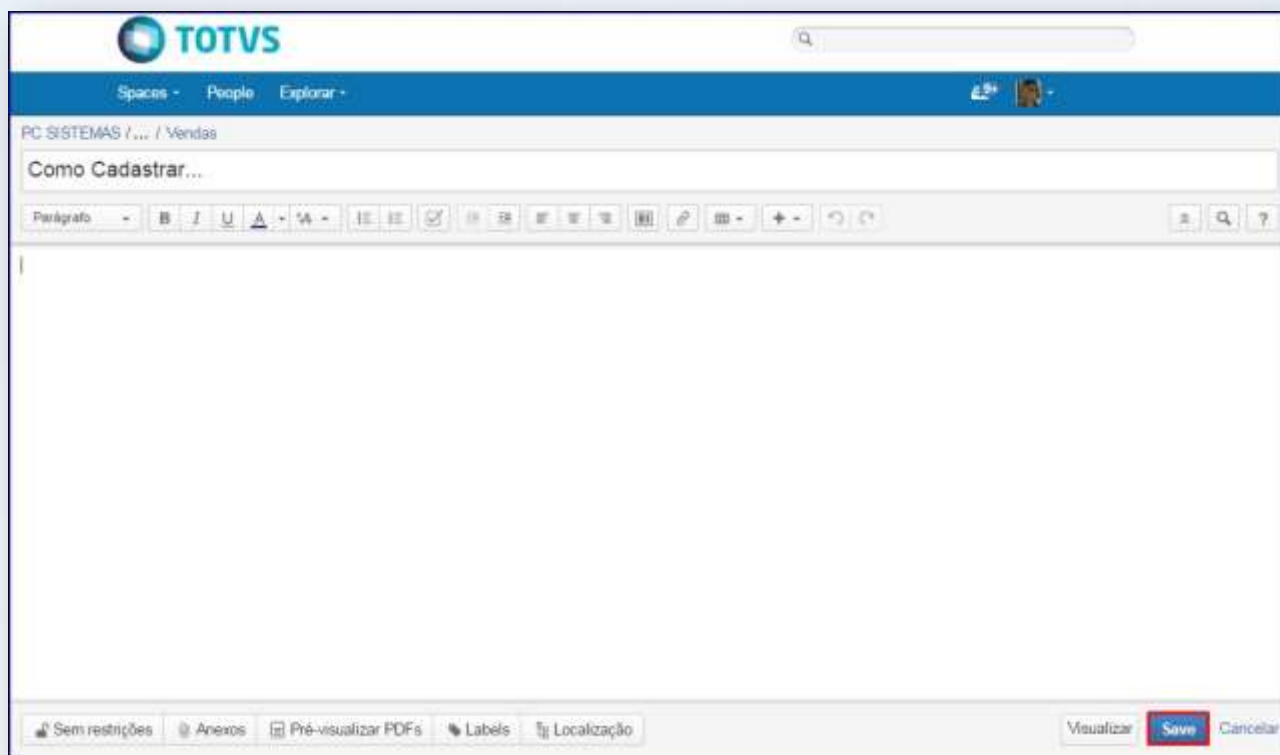 TOTVS
Spaces People Explorar
9+
PC SISTEMAS / ... / Vendas
Como Cadastrar...
Parágrafo B I U A A ?
Sem restrições Anexos Pré-visualizar PDFs Labels Localização Visualizar Save Cancelar